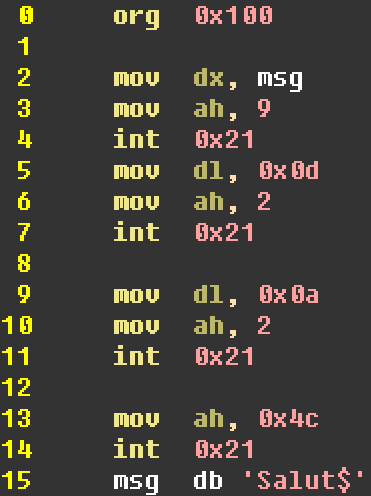 0 org 0x100
1
2 mov dx, msg
3 mov ah, 9
4 int 0x21
5 mov dl, 0x0d
6 mov ah, 2
7 int 0x21
8
9 mov dl, 0x0a
10 mov ah, 2
11 int 0x21
12
13 mov ah, 0x4c
14 int 0x21
15 msg db 'Salut$'